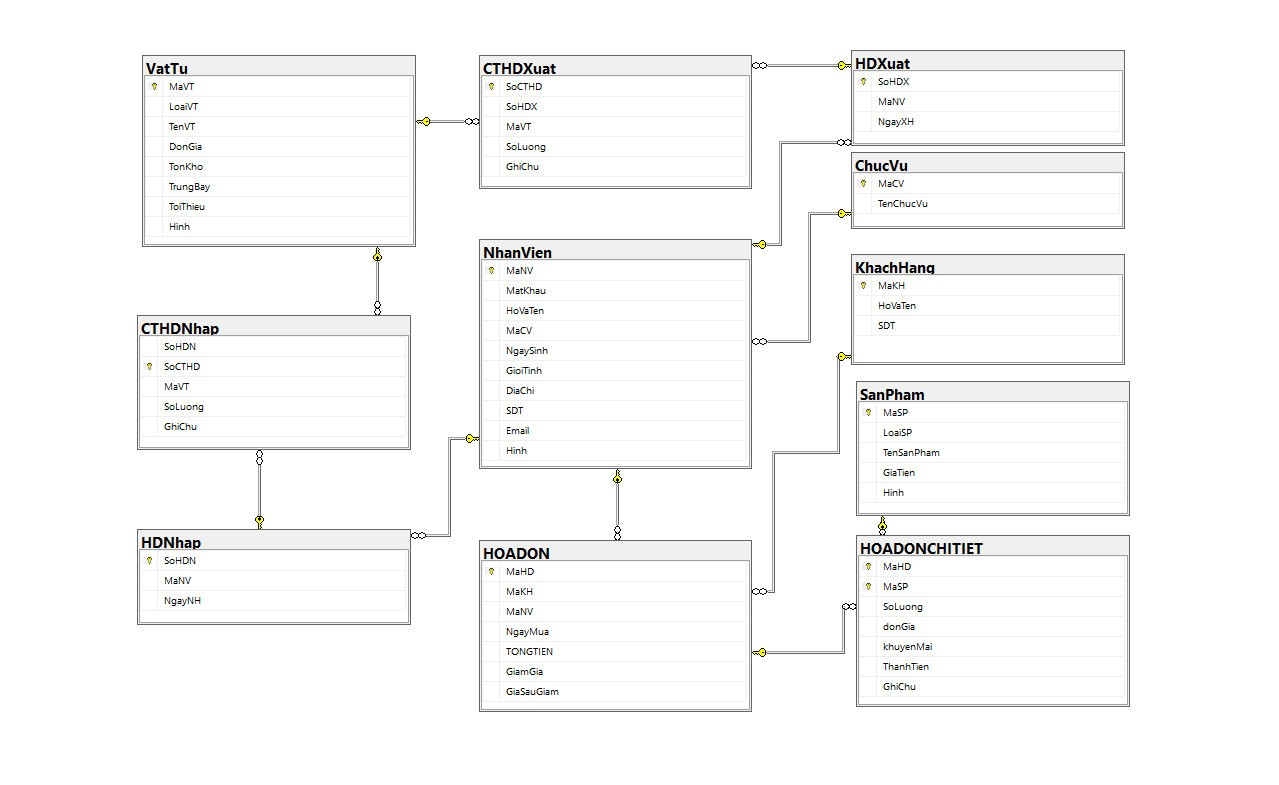 VatTu
MaVT
LoaiVT
TenVT
DonGia
TonKho
TrungBay
ToiThieu
Hinh
CTHDXuat
SoCTHD
SoHDX
MaVT
SoLuong
GhiChu
HDXuat
SoHDX
MaNV
NgayXH
ChucVu
MaCV
TenChucVu
NhanVien
MaNV
MatKhau
HoVaTen
MaCV
NgaySinh
GioiTinh
DiaChi
SDT
Email
Hinh
KhachHang
MaKH
HoVaTen
SDT
CTHDNhap
SoHDN
SoCTHD
MaVT
SoLuong
GhiChu
SanPham
MaSP
LoaiSP
TenSanPham
GiaTien
Hinh
HDNhap
SoHDN
MaNV
NgayNH
HOADON
MaHD
MaKH
MaNV
NgayMua
TONGTIEN
GiamGia
GiaSauGiam
HOADONCHITIET
MaHD
MaSP
SoLuong
donGia
khuyenMai
ThanhTien
GhiChu